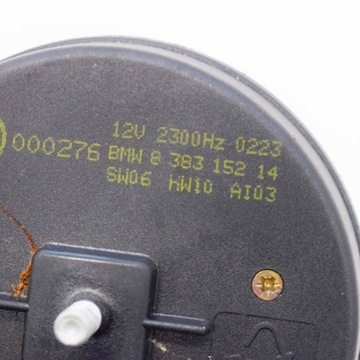 12V 2300Hz 0223
000276 BMW 8 383 152 14
SW06 HW10 AI03